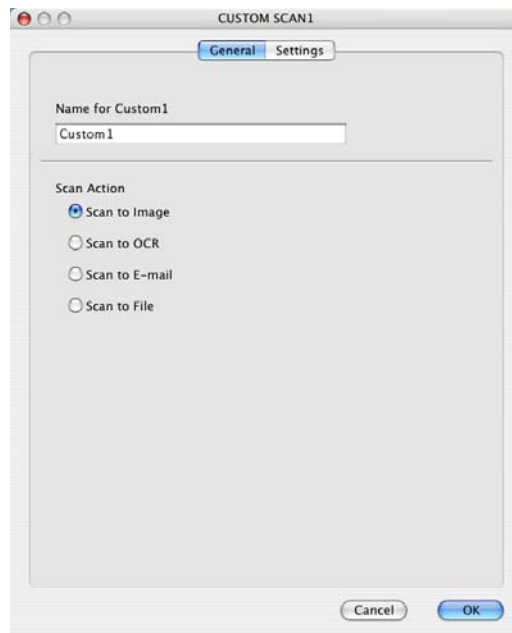 CUSTOM SCAN1
General Settings
Name for Custom1
Custom1
Scan Action
Scan to Image
Scan to OCR
Scan to E-mail
Scan to File
Cancel OK